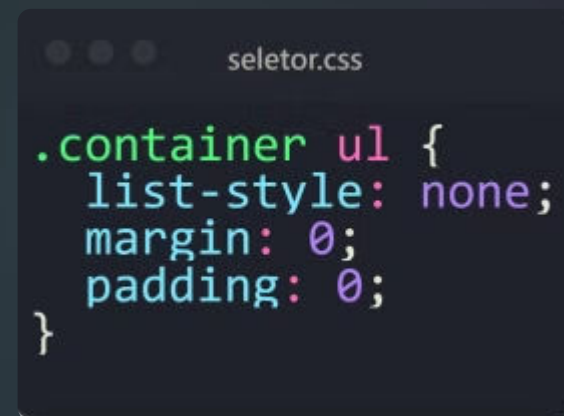 seletor.css
.container ul {
  list-style: none;
  margin: 0;
  padding: 0;
}